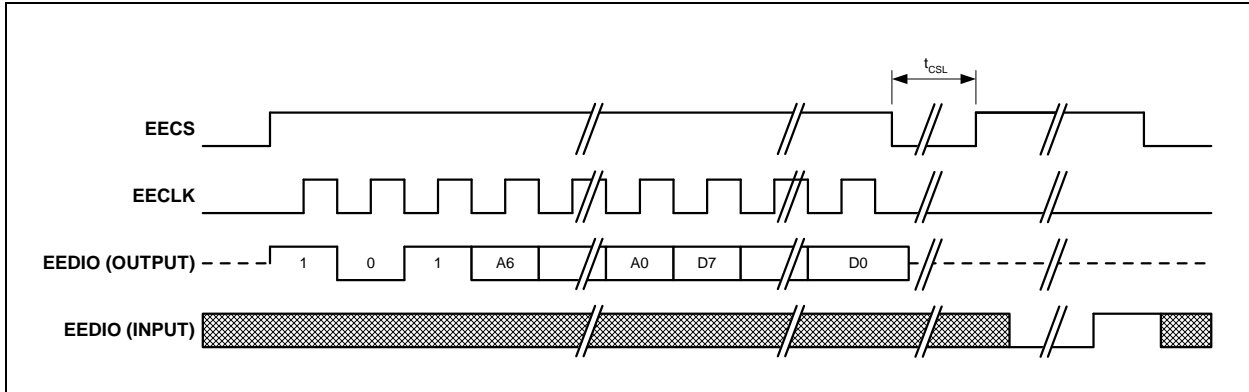 tCSL
EECS
EECLK
EEDIO (OUTPUT)
1 0 1 A6 A0 D7 D0
EEDIO (INPUT)